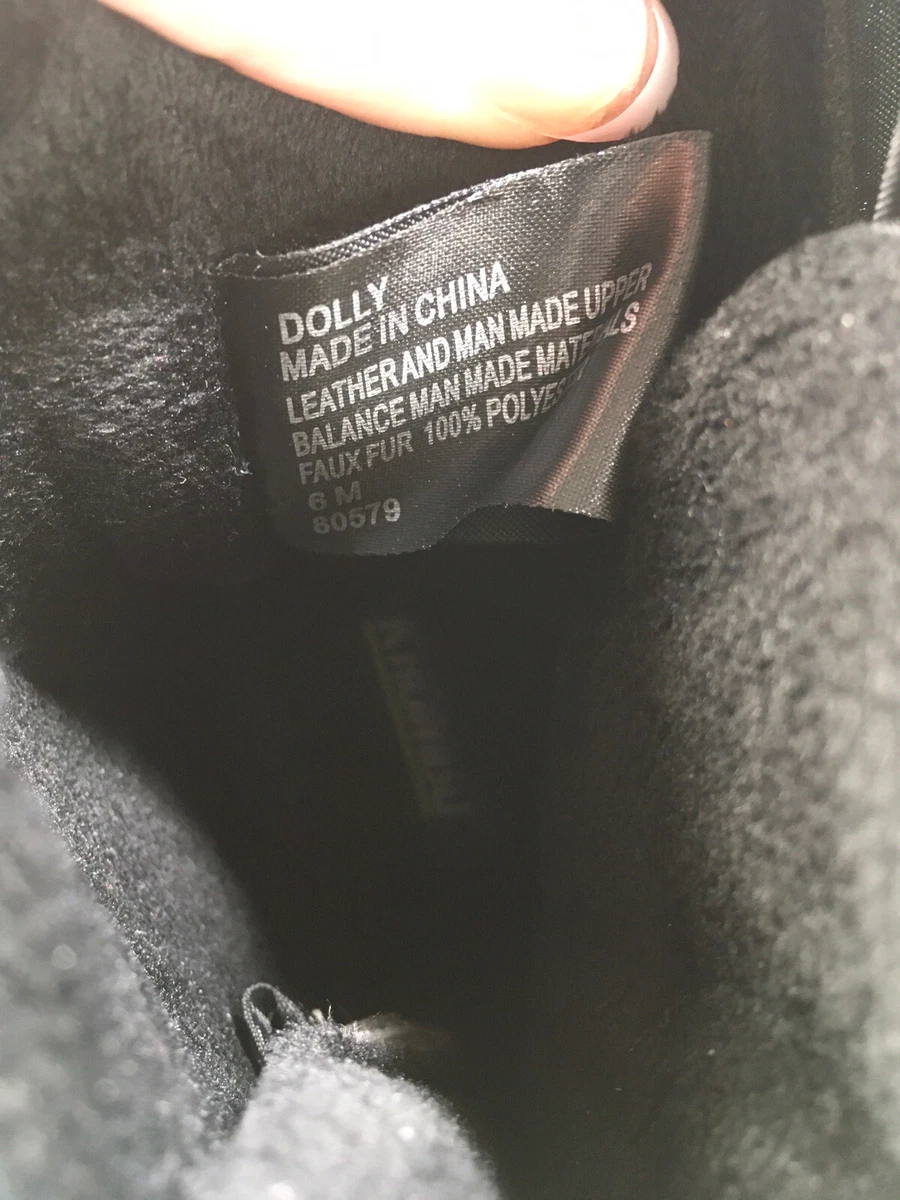 DOLLY
MADE IN CHINA
LEATHER AND MAN MADE UPPER
BALANCE MAN MADE MATERIALS
FAUX FUR 100% POLYESTER
6 M
80579